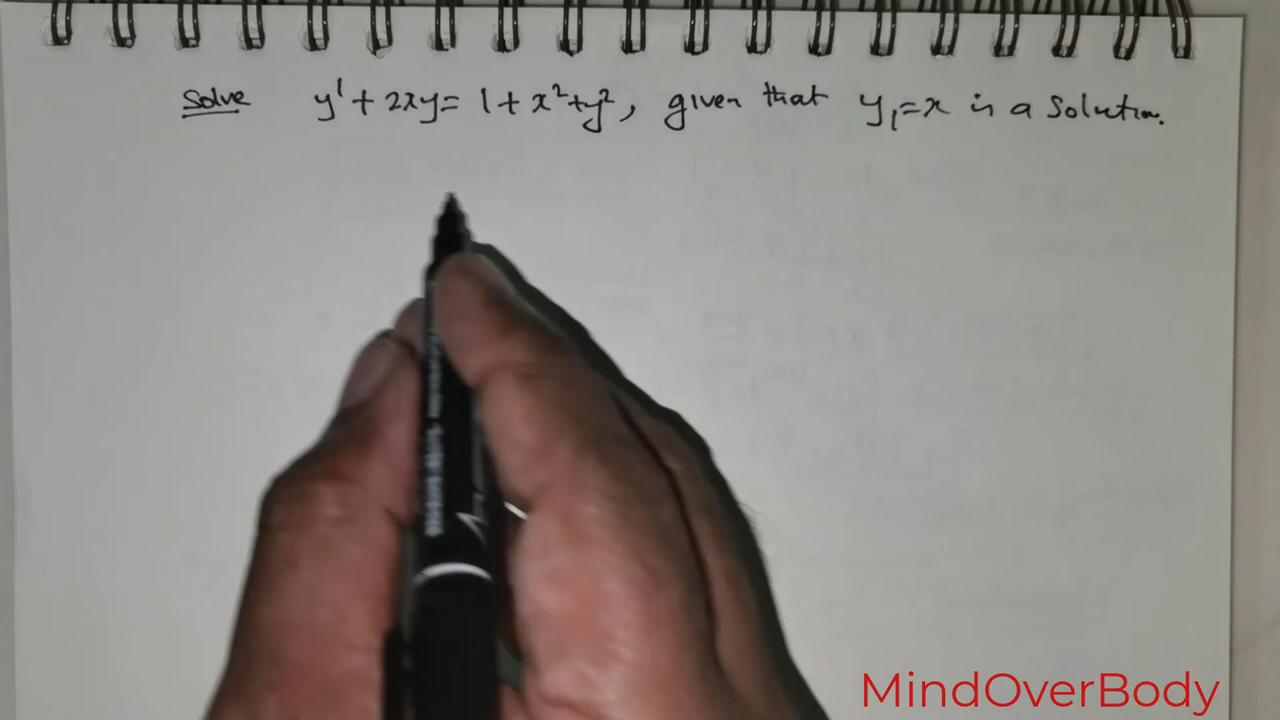 Solve y' + 2xy = 1 + x² + y², given that y₁ = x is a solution.
MindOverBody